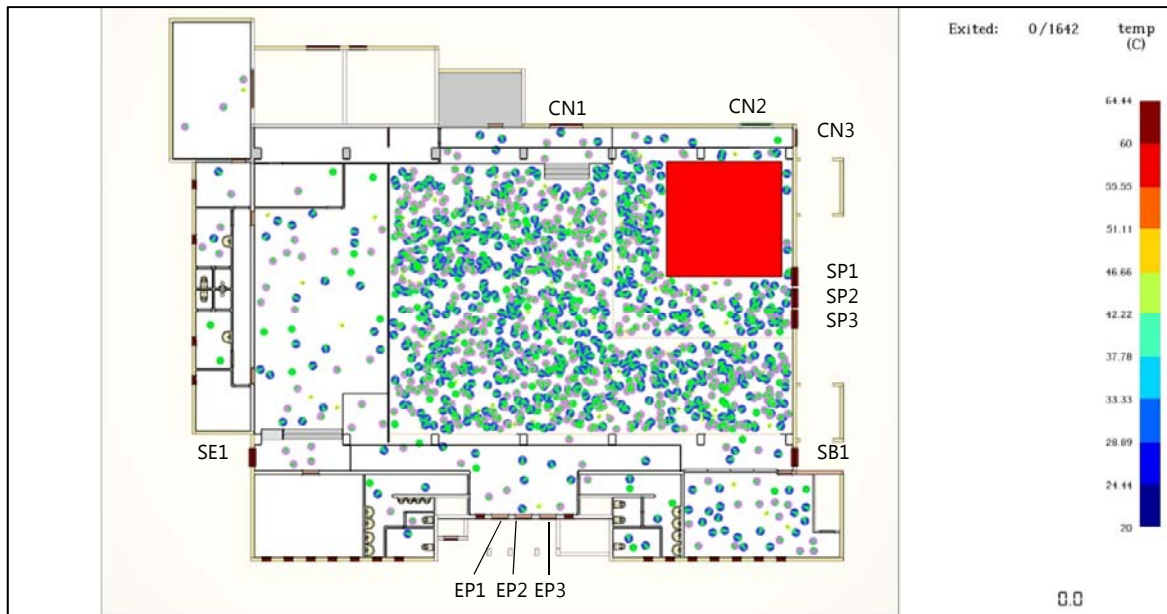 Exited: 0/1642 temp
(C)
64.44
60
55.55
51.11
46.66
42.22
37.78
33.33
28.89
24.44
20
CN1
CN2
CN3
SP1
SP2
SP3
SE1
SB1
EP1 EP2 EP3
0.0